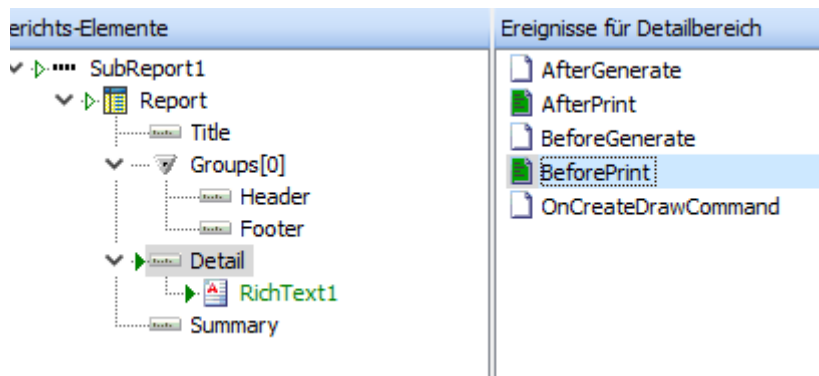 erichts-Elemente
SubReport1
Report
Title
Groups[0]
Header
Footer
Detail
RichText1
Summary
Ereignisse für Detailbereich
AfterGenerate
AfterPrint
BeforeGenerate
BeforePrint
OnCreateDrawCommand